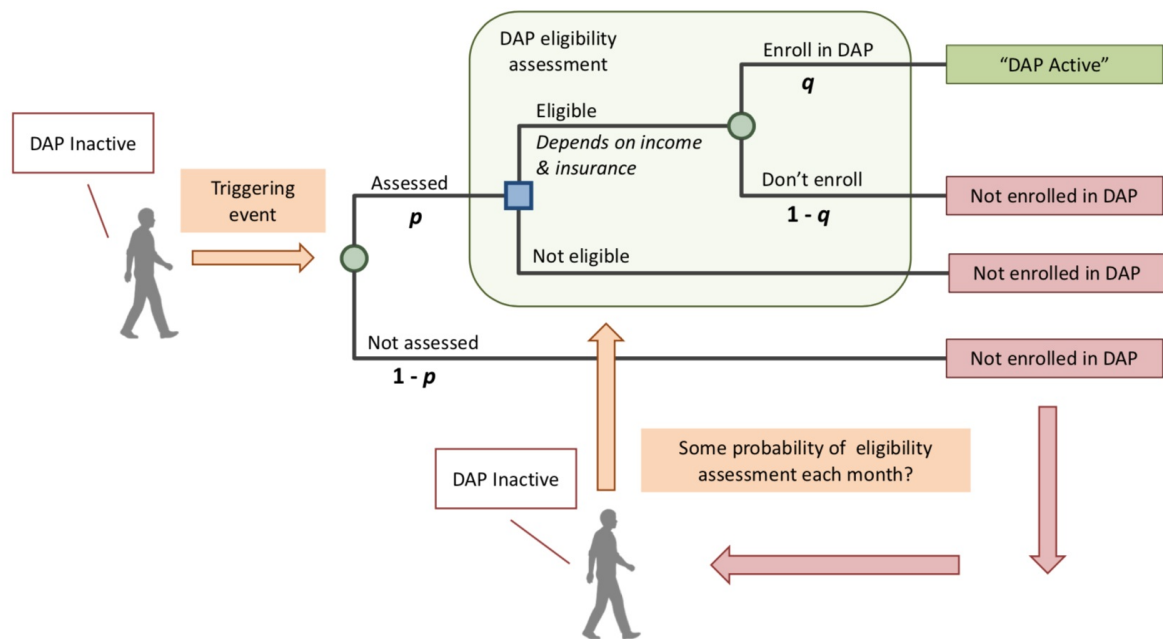 DAP eligibility
assessment
Enroll in DAP
q
“DAP Active”
DAP Inactive
Eligible
Depends on income
& insurance
Triggering
event
Assessed
p
Don’t enroll
1 - q
Not enrolled in DAP
Not eligible
Not enrolled in DAP
Not assessed
1 - p
Not enrolled in DAP
Some probability of eligibility
assessment each month?
DAP Inactive